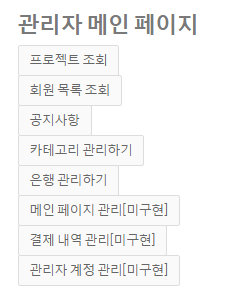 관리자 메인 페이지
프로젝트 조회
회원 목록 조회
공지사항
카테고리 관리하기
은행 관리하기
메인 페이지 관리[미구현]
결제 내역 관리[미구현]
관리자 계정 관리[미구현]